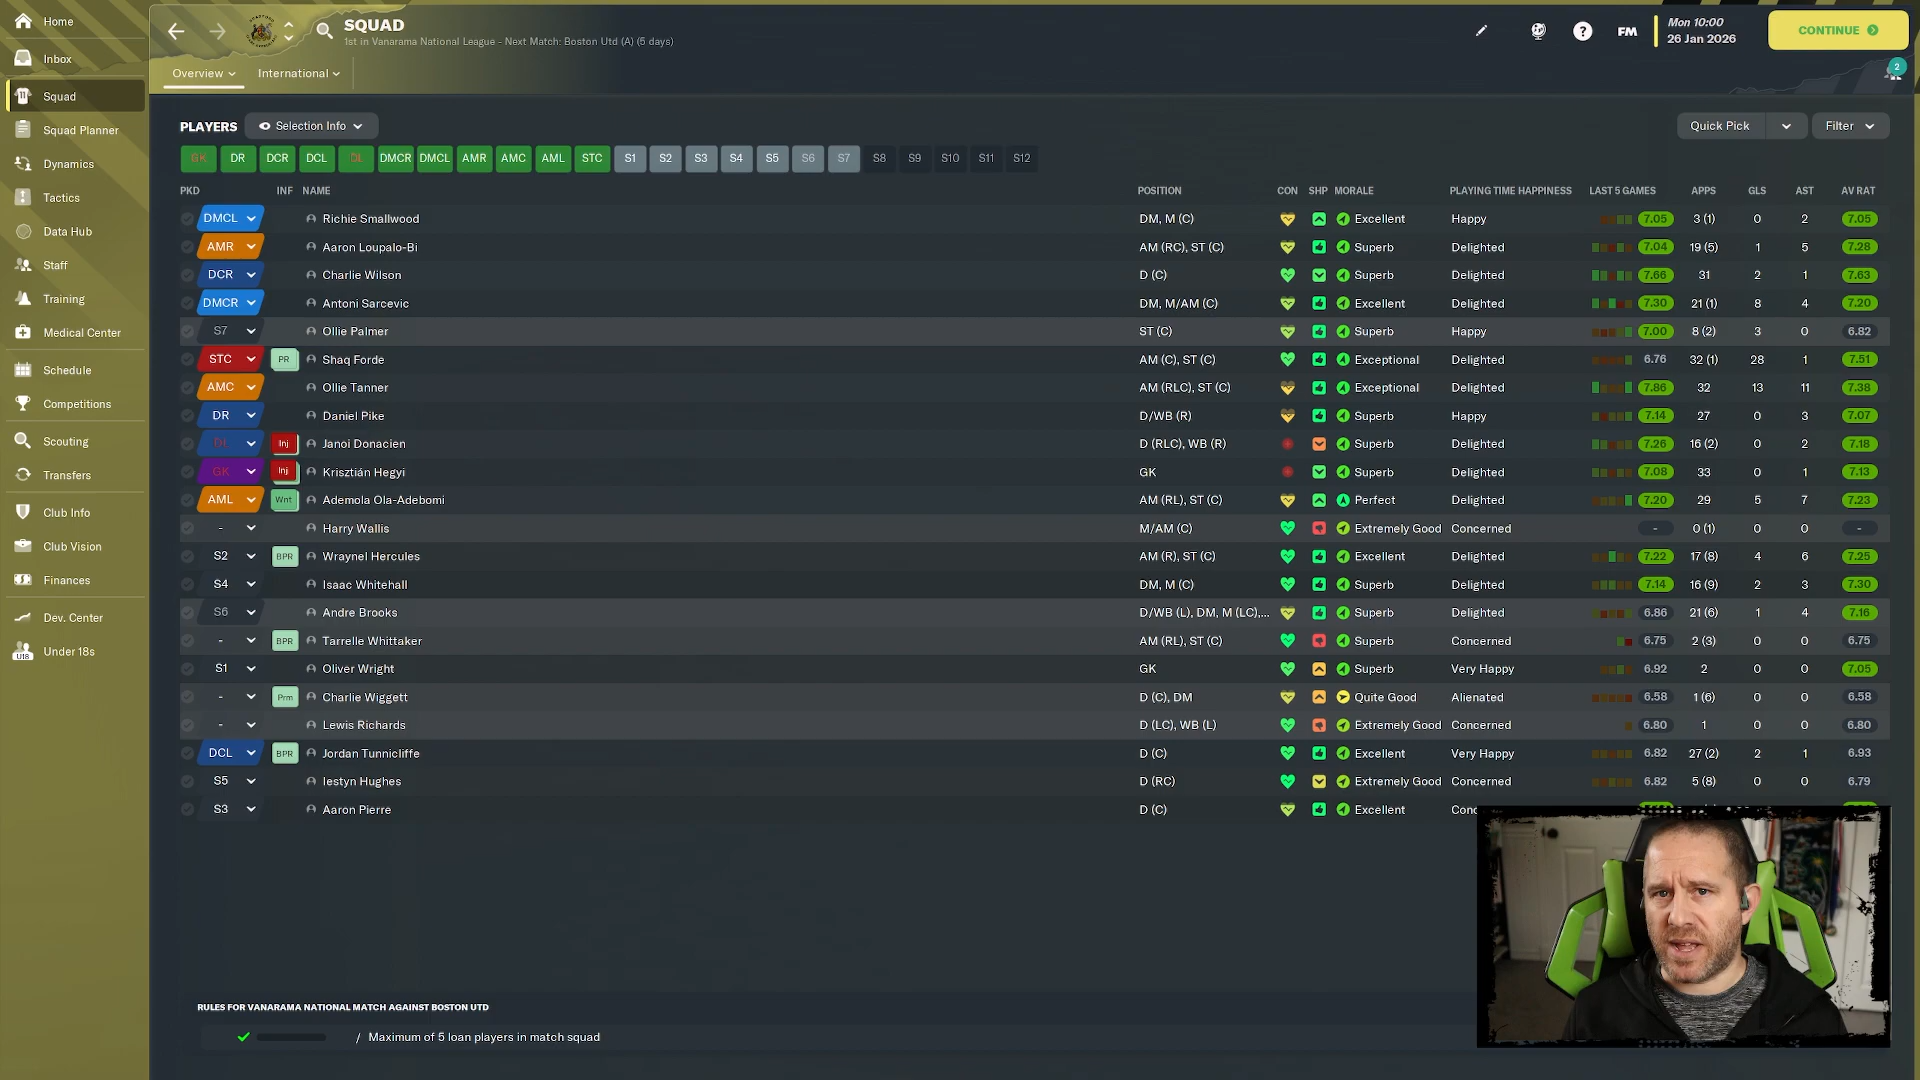 Home
Inbox
Squad
Squad Planner
Dynamics
Tactics
Data Hub
Staff
Training
Medical Center
Schedule
Competitions
Scouting
Transfers
Club Info
Club Vision
Finances
Dev. Center
Under 18s
SQUAD
1st in Vanarama National League - Next Match: Boston Utd (A) (5 days)
FM
Mon 10:00
26 Jan 2026
CONTINUE
Overview
International
2
PLAYERS
Selection Info
Quick Pick
Filter
GK DR DCR DCL DL DMCR DMCL AMR AMC AML STC S1 S2 S3 S4 S5 S6 S7 S8 S9 S10 S11 S12
PKD INF NAME POSITION CON SHP MORALE PLAYING TIME HAPPINESS LAST 5 GAMES APPS GLS AST AV RAT
DMCL Richie Smallwood DM, M (C) Excellent Happy 7.05 3 (1) 0 2 7.05
AMR Aaron Loupalo-Bi AM (RC), ST (C) Superb Delighted 7.04 19 (5) 1 5 7.28
DCR Charlie Wilson D (C) Superb Delighted 7.66 31 2 1 7.63
DMCR Antoni Sarcevic DM, M/AM (C) Excellent Delighted 7.30 21 (1) 8 4 7.20
S7 Ollie Palmer ST (C) Superb Happy 7.00 8 (2) 3 0 6.82
STC PR Shaq Forde AM (C), ST (C) Exceptional Delighted 6.76 32 (1) 28 1 7.51
AMC Ollie Tanner AM (RLC), ST (C) Exceptional Delighted 7.86 32 13 11 7.38
DR Daniel Pike D/WB (R) Superb Happy 7.14 27 0 3 7.07
DL Inj Janoi Donacien D (RLC), WB (R) Superb Delighted 7.26 16 (2) 0 2 7.18
GK Inj Krisztián Hegyi GK Superb Delighted 7.08 33 0 1 7.13
AML Wnt Ademola Ola-Adebomi AM (RL), ST (C) Perfect Delighted 7.20 29 5 7 7.23
- Harry Wallis M/AM (C) Extremely Good Concerned - 0 (1) 0 0 -
S2 BPR Wraynel Hercules AM (R), ST (C) Excellent Delighted 7.22 17 (8) 4 6 7.25
S4 Isaac Whitehall DM, M (C) Superb Delighted 7.14 16 (9) 2 3 7.30
S6 Andre Brooks D/WB (L), DM, M (LC),... Superb Delighted 6.86 21 (6) 1 4 7.16
- BPR Tarrelle Whittaker AM (RL), ST (C) Superb Concerned 6.75 2 (3) 0 0 6.75
S1 Oliver Wright GK Superb Very Happy 6.92 2 0 0 7.05
- Prm Charlie Wiggett D (C), DM Quite Good Alienated 6.58 1 (6) 0 0 6.58
- Lewis Richards D (LC), WB (L) Extremely Good Concerned 6.80 1 0 0 6.80
DCL BPR Jordan Tunnicliffe D (C) Excellent Very Happy 6.82 27 (2) 2 1 6.93
S5 Iestyn Hughes D (RC) Extremely Good Concerned 6.82 5 (8) 0 0 6.79
S3 Aaron Pierre D (C) Excellent
RULES FOR VANARAMA NATIONAL MATCH AGAINST BOSTON UTD
/ Maximum of 5 loan players in match squad